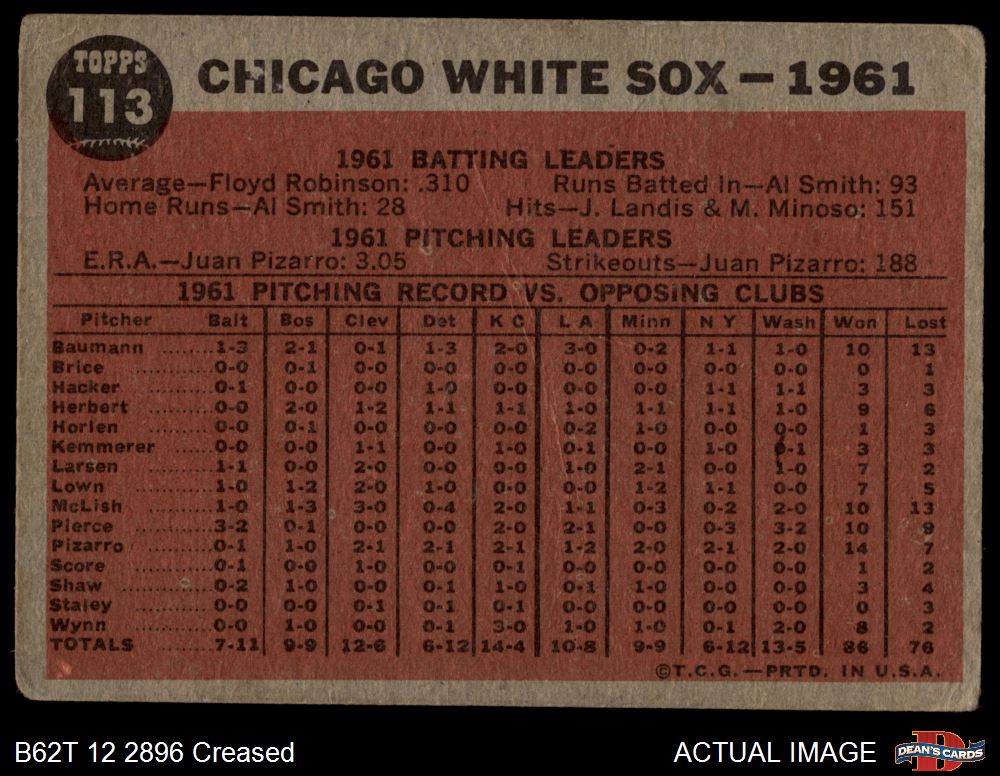 TOPPS
113
CHICAGO WHITE SOX — 1961
1961 BATTING LEADERS
Average—Floyd Robinson: .310 Runs Batted In—Al Smith: 93
Home Runs—Al Smith: 28 Hits—J. Landis & M. Minoso: 151
1961 PITCHING LEADERS
E.R.A.—Juan Pizarro: 3.05 Strikeouts—Juan Pizarro: 188
1961 PITCHING RECORD VS. OPPOSING CLUBS
Pitcher Balt Bos Clev Det K C L A Minn N Y Wash Won Lost
Baumann ........1-3 2-1 0-1 1-3 2-0 3-0 0-2 1-1 1-0 10 13
Brice ............0-0 0-1 0-0 0-0 0-0 0-0 0-0 0-0 0-0 0 1
Hacker ..........0-1 0-0 0-0 1-0 0-0 0-0 0-0 1-1 1-1 3 3
Herbert .........0-0 2-0 1-2 1-1 1-1 1-0 1-1 1-1 1-0 9 6
Horlen ..........0-0 0-1 0-0 0-0 0-0 0-2 1-0 0-0 0-0 1 3
Kemmerer .......0-0 0-0 1-1 0-0 1-0 0-1 0-0 1-0 0-1 3 3
Larsen ..........1-1 0-0 2-0 0-0 0-0 1-0 2-1 0-0 1-0 7 2
Lown ............1-0 1-2 2-0 1-0 0-0 0-0 1-2 1-1 0-0 7 5
McLish ..........1-0 1-3 3-0 0-4 2-0 1-1 0-3 0-2 2-0 10 13
Pierce ..........3-2 0-1 0-0 0-0 2-0 2-1 0-0 0-3 3-2 10 9
Pizarro .........0-1 1-0 2-1 2-1 2-1 1-2 2-0 2-1 2-0 14 7
Score ...........0-1 0-0 1-0 0-0 0-0 0-0 0-0 0-0 0-0 1 2
Shaw ............0-2 1-0 0-0 0-1 1-0 0-1 1-0 0-0 0-0 3 4
Staley ..........0-0 0-0 0-1 0-1 0-1 0-0 0-0 0-0 0-0 0 3
Wynn ............0-0 1-0 0-0 0-1 3-0 1-0 1-0 0-1 2-0 8 2
TOTALS ..........7-11 9-9 12-6 6-12 14-4 10-8 9-9 6-12 13-5 86 76
©T.C.G.—PRTD. IN U.S.A.
B62T 12 2896 Creased ACTUAL IMAGE D DEAN'S CARDS